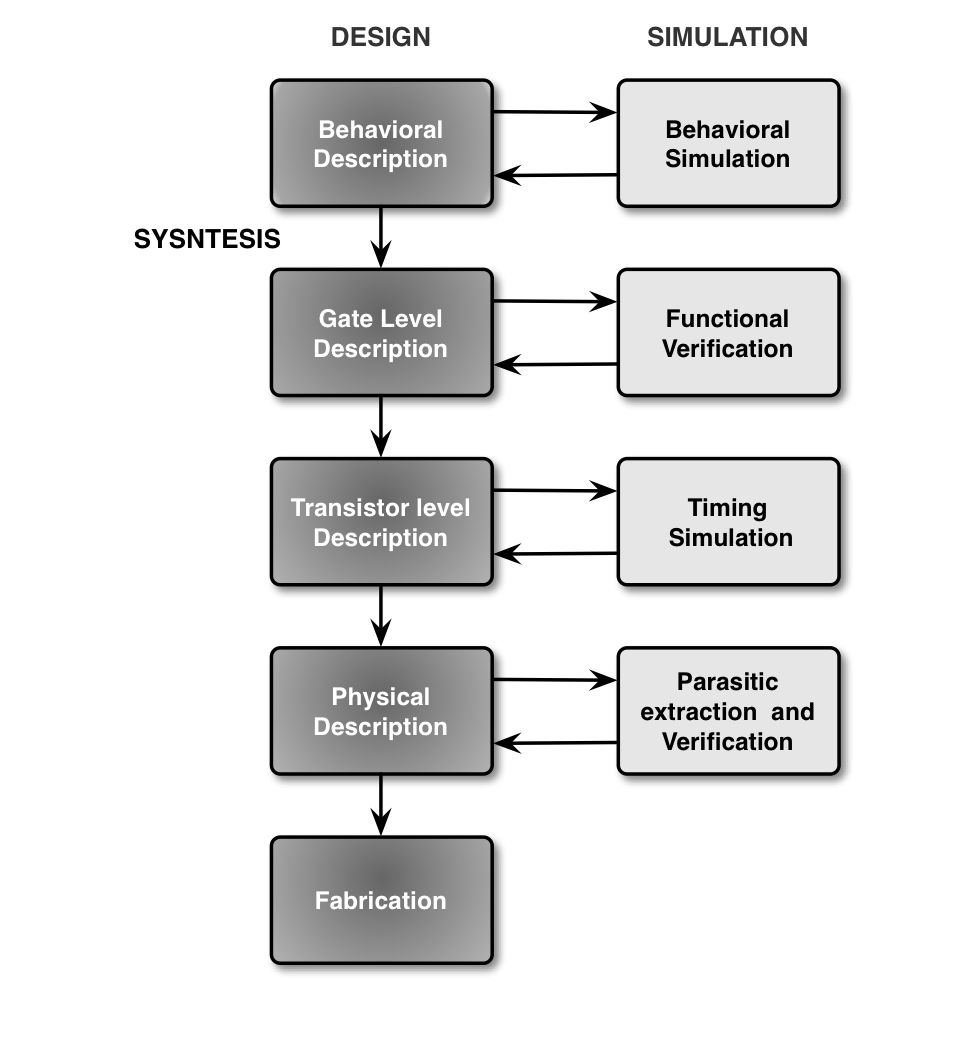 DESIGN
SIMULATION
Behavioral
Description
Behavioral
Simulation
SYSNTESIS
Gate Level
Description
Functional
Verification
Transistor level
Description
Timing
Simulation
Physical
Description
Parasitic
extraction  and
Verification
Fabrication